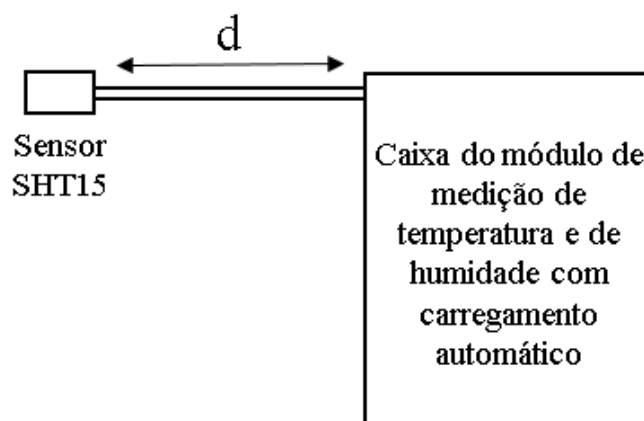 d
Sensor
SHT15
Caixa do módulo de
medição de
temperatura e de
humidade com
carregamento
automático